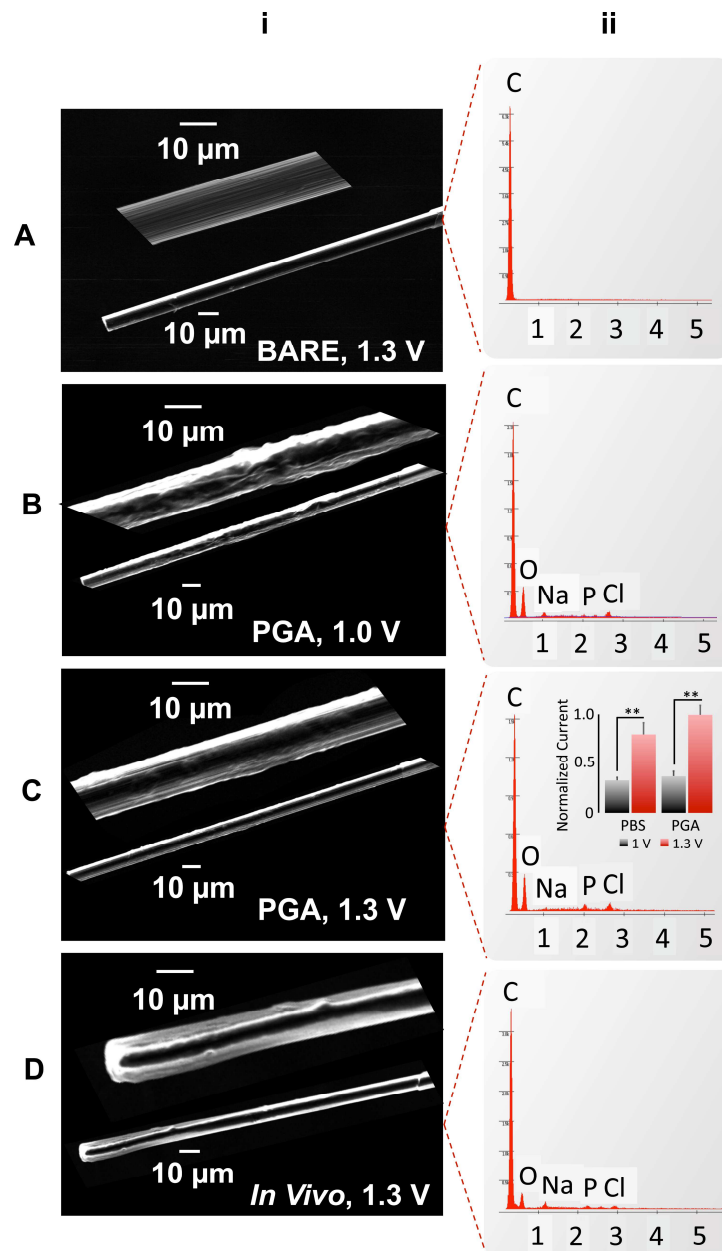 i
ii
A
10 µm
10 µm
BARE, 1.3 V
C
1 2 3 4 5
B
10 µm
10 µm
PGA, 1.0 V
C
O
Na P Cl
1 2 3 4 5
C
10 µm
10 µm
PGA, 1.3 V
C
O
Na P Cl
1 2 3 4 5
Normalized Current
1.0
0.5
0
**
**
PBS PGA
1 V 1.3 V
D
10 µm
10 µm
In Vivo, 1.3 V
C
O
Na P Cl
1 2 3 4 5